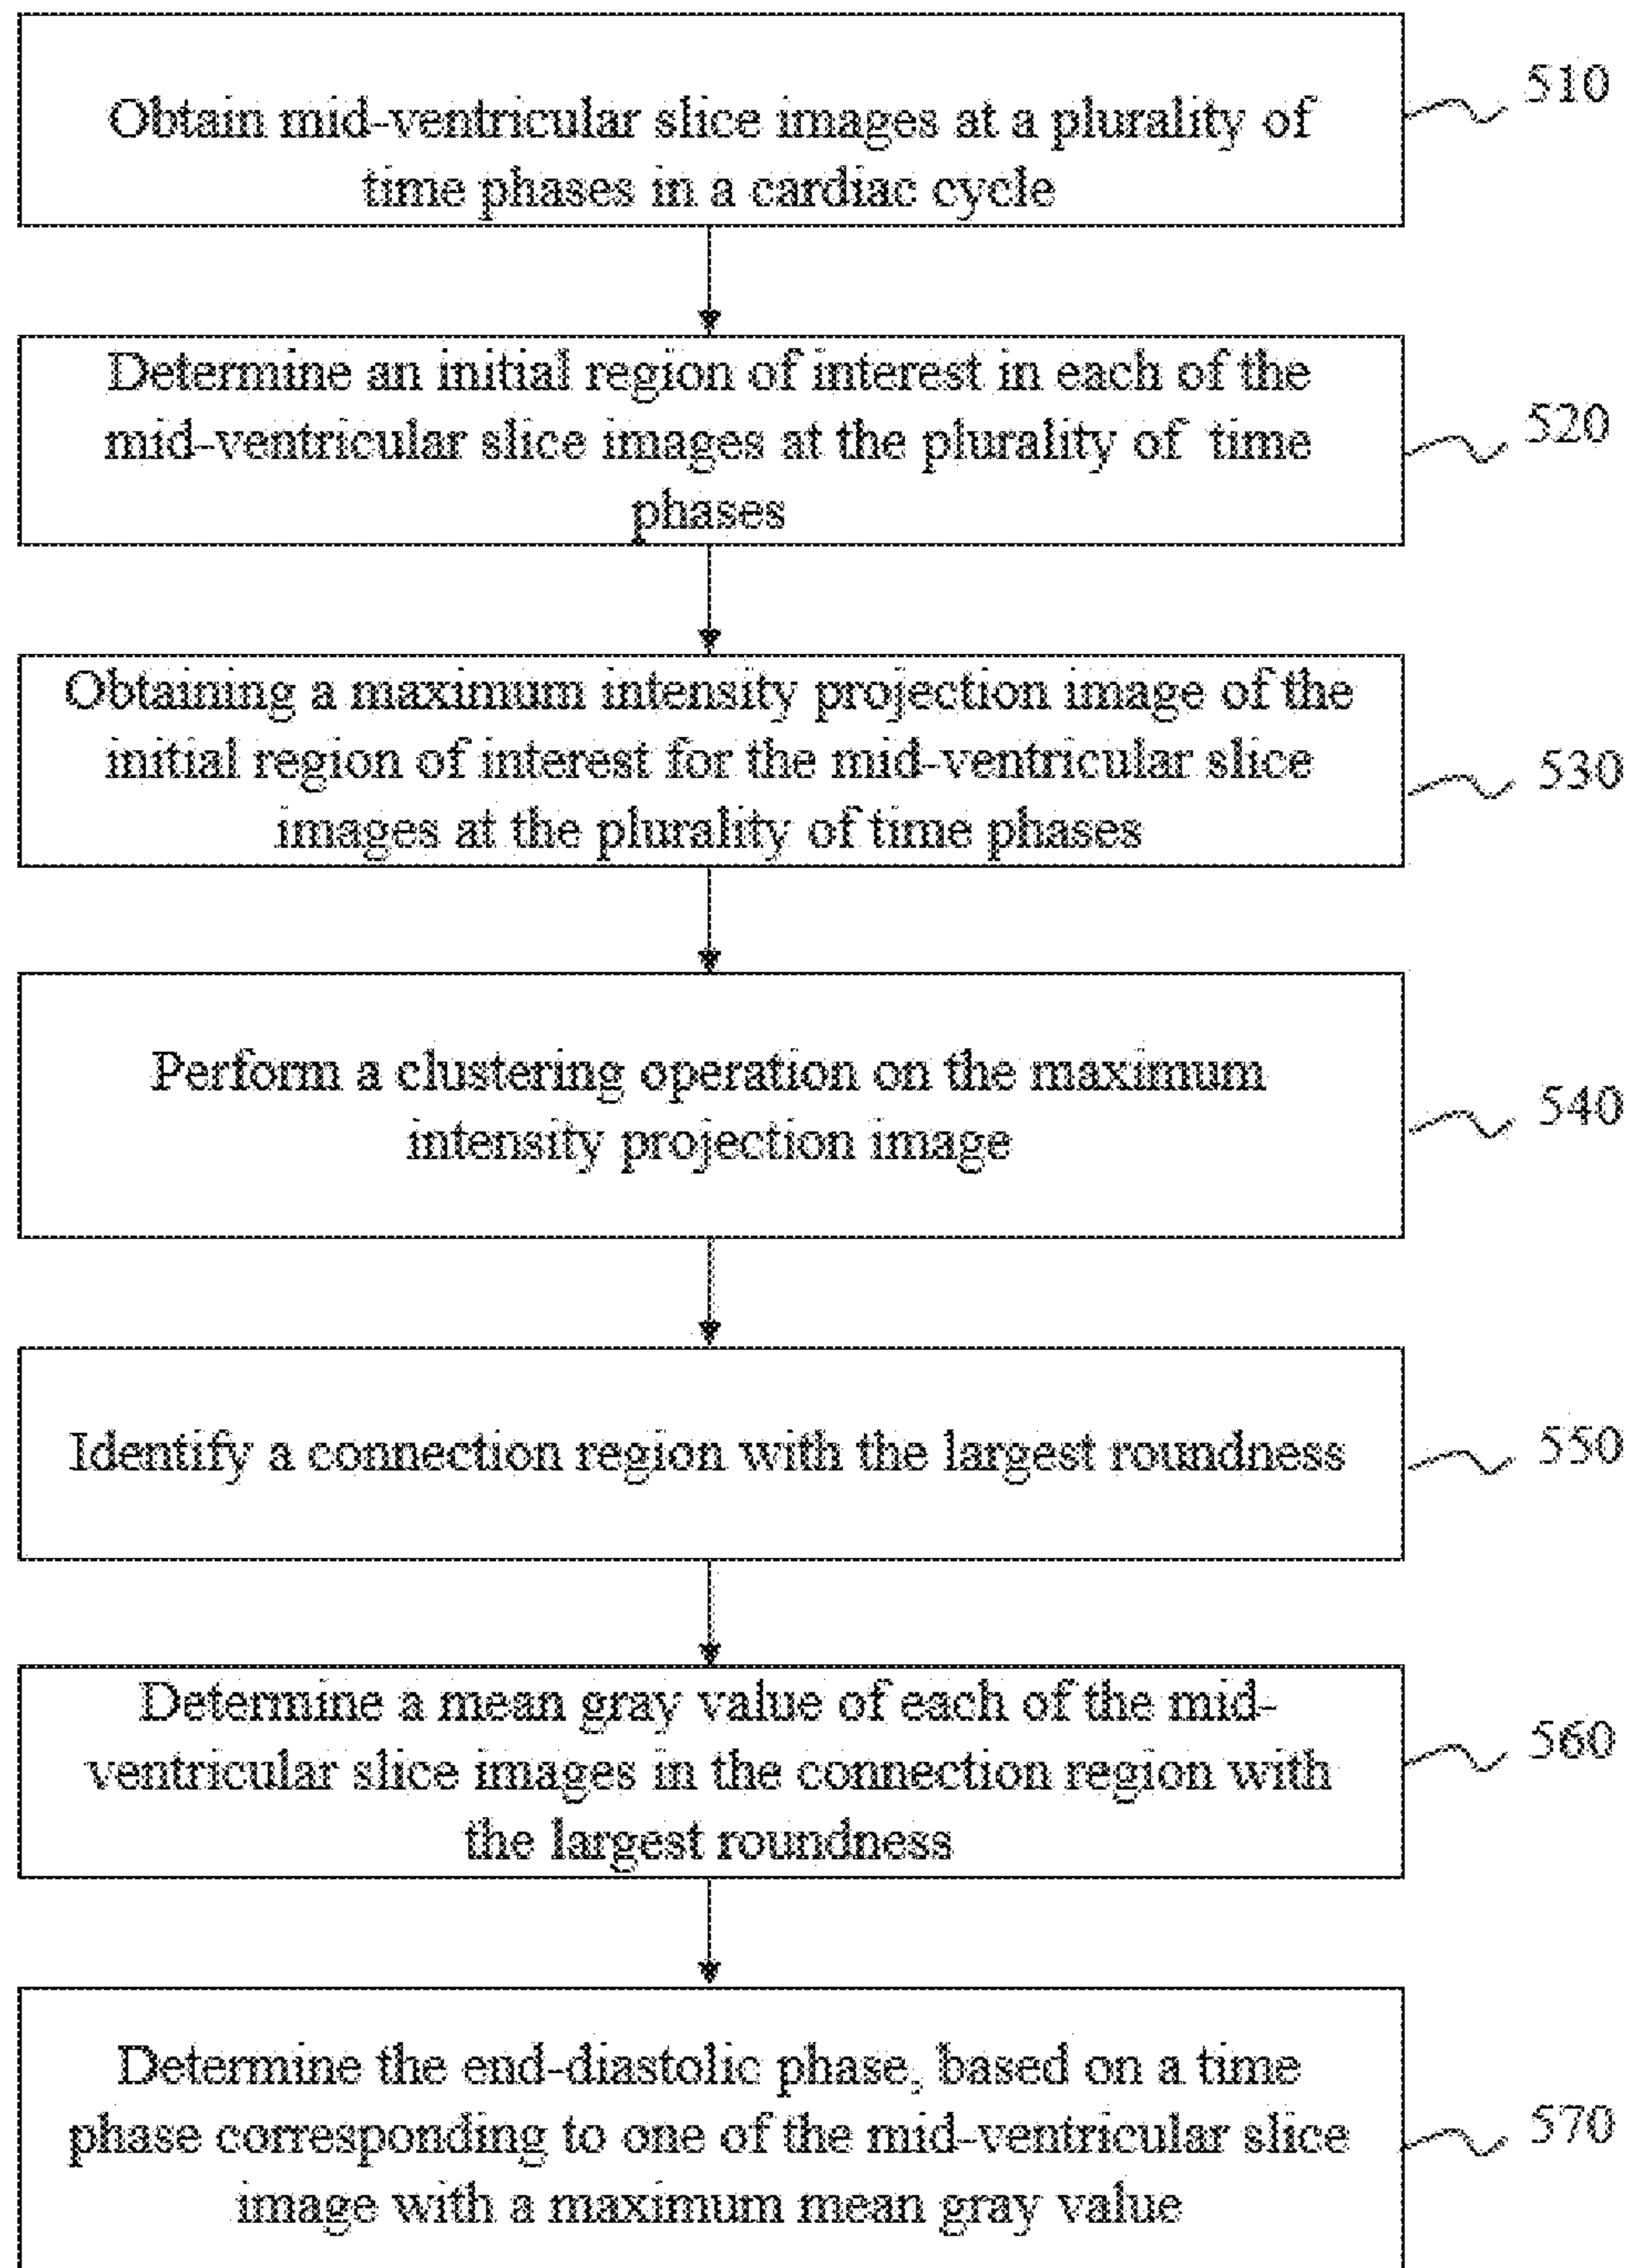 Obtain mid-ventricular slice images at a plurality of
time phases in a cardiac cycle
510
Determine an initial region of interest in each of the
mid-ventricular slice images at the plurality of time
phases
520
Obtaining a maximum intensity projection image of the
initial region of interest for the mid-ventricular slice
images at the plurality of time phases
530
Perform a clustering operation on the maximum
intensity projection image
540
Identify a connection region with the largest roundness
550
Determine a mean gray value of each of the mid-
ventricular slice images in the connection region with
the largest roundness
560
Determine the end-diastolic phase, based on a time
phase corresponding to one of the mid-ventricular slice
image with a maximum mean gray value
570